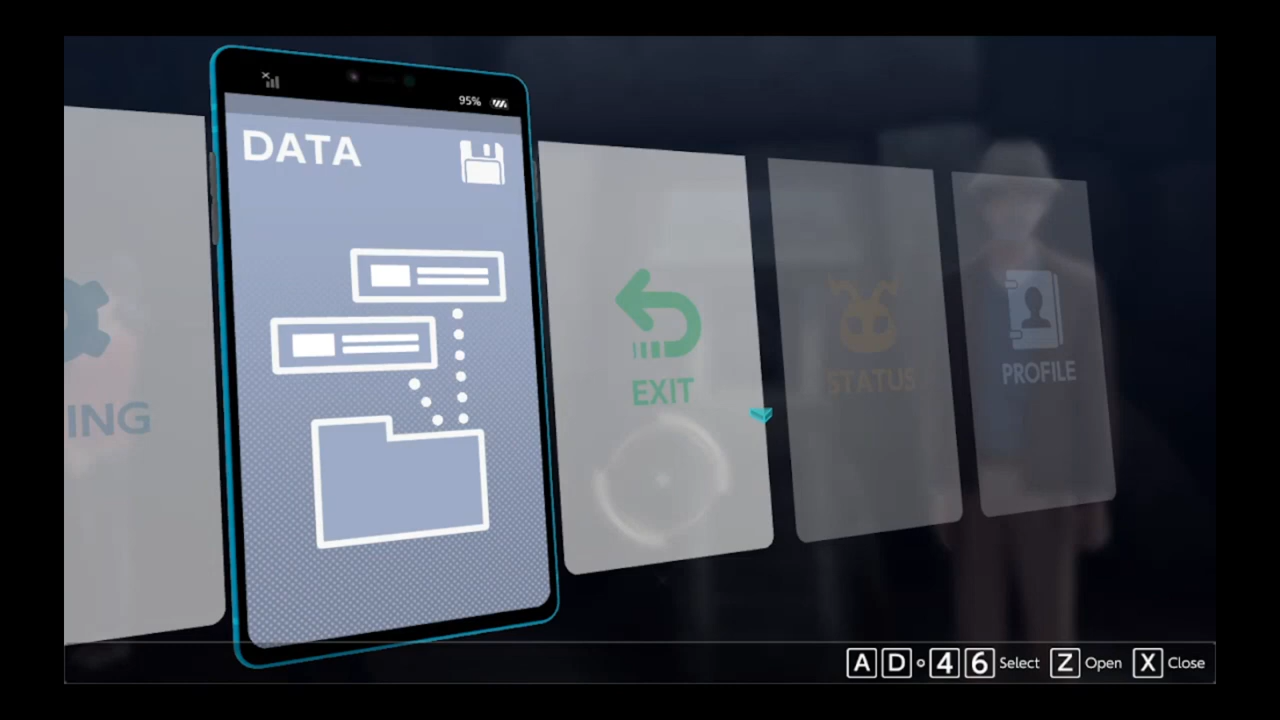 95%
DATA
ING
EXIT
STATUS
PROFILE
A D 4 6 Select Z Open X Close